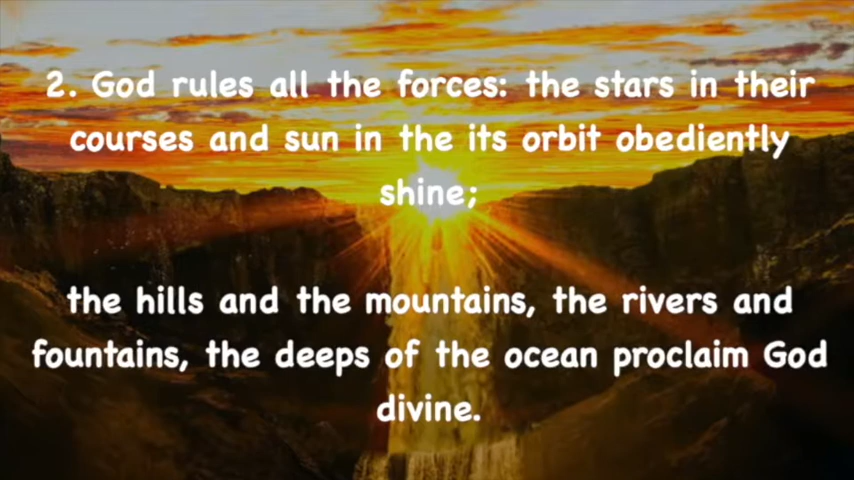 2. God rules all the forces: the stars in their
courses and sun in the its orbit obediently
shine;
the hills and the mountains, the rivers and
fountains, the deeps of the ocean proclaim God
divine.